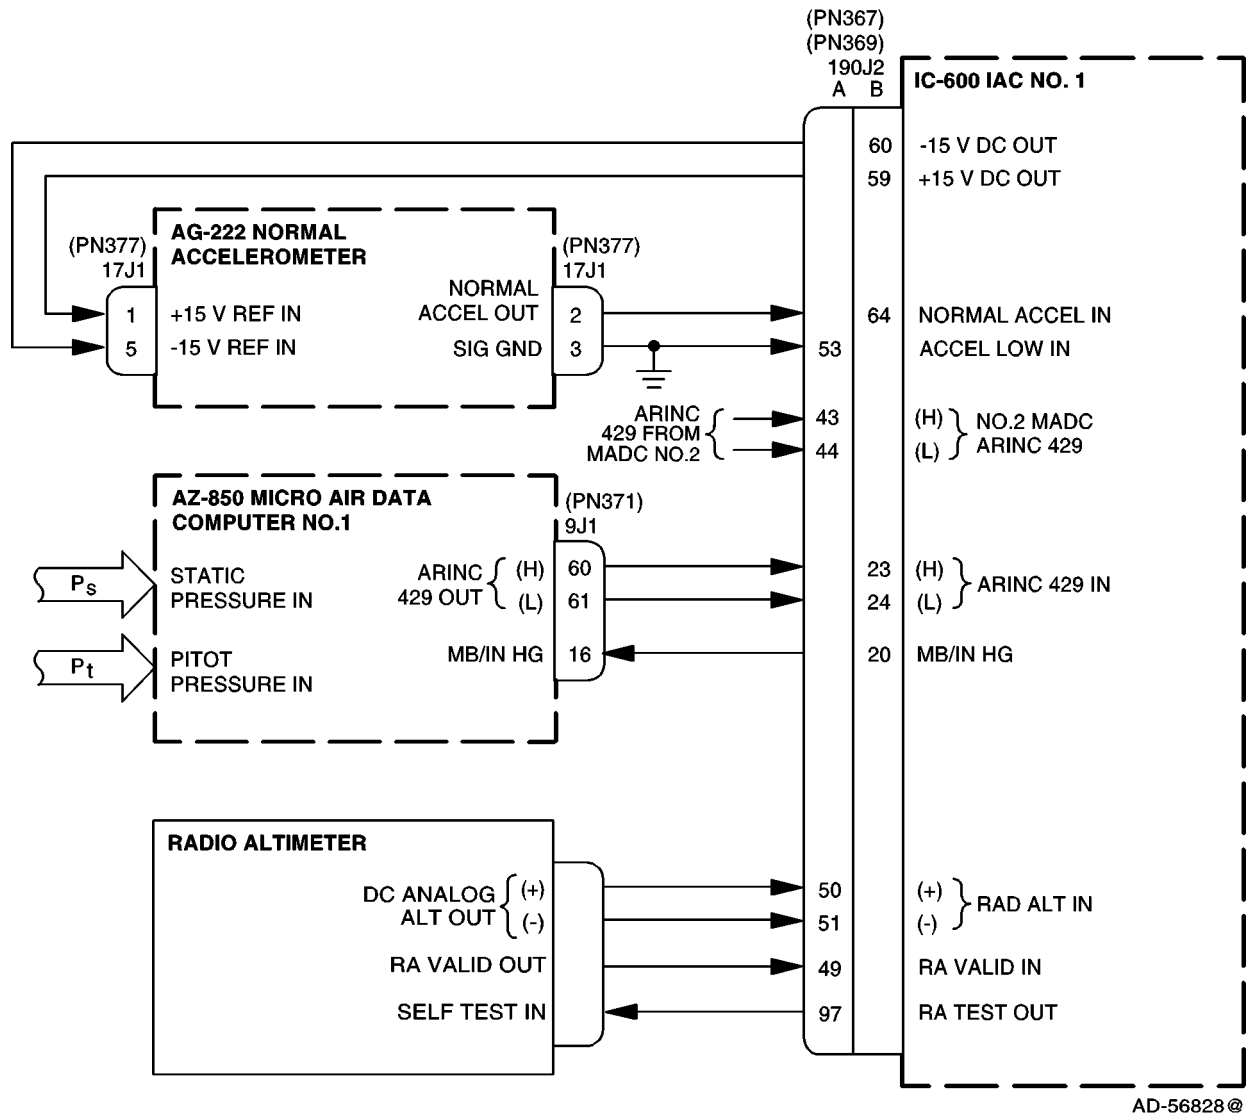 (PN367)
(PN369)
190J2
A B
IC-600 IAC NO. 1
60 -15 V DC OUT
59 +15 V DC OUT
AG-222 NORMAL
ACCELEROMETER
(PN377)
17J1
(PN377)
17J1
1 +15 V REF IN
5 -15 V REF IN
NORMAL
ACCEL OUT 2
SIG GND 3
64 NORMAL ACCEL IN
53 ACCEL LOW IN
ARINC
429 FROM
MADC NO.2
43 (H)
44 (L)
NO.2 MADC
ARINC 429
AZ-850 MICRO AIR DATA
COMPUTER NO.1
(PN371)
9J1
Ps
STATIC
PRESSURE IN
Pt
PITOT
PRESSURE IN
ARINC
429 OUT
(H) 60
(L) 61
MB/IN HG 16
23 (H)
24 (L)
ARINC 429 IN
20 MB/IN HG
RADIO ALTIMETER
DC ANALOG
ALT OUT
(+)
(-)
RA VALID OUT
SELF TEST IN
50 (+)
51 (-)
RAD ALT IN
49 RA VALID IN
97 RA TEST OUT
AD-56828@